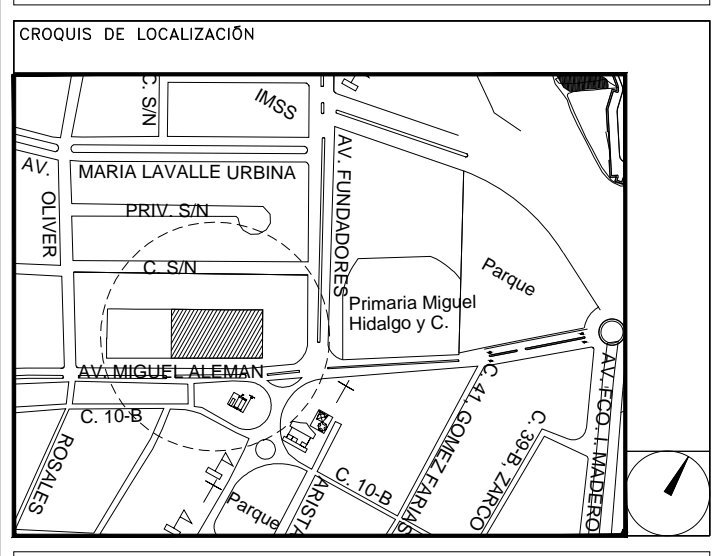 CROQUIS DE LOCALIZACIÓN
C. S/N
IMSS
AV.
OLIVER
MARIA LAVALLE URBINA
AV. FUNDADORES
PRIV. S/N
C. S/N
Parque
Primaria Miguel
Hidalgo y C.
AV. MIGUEL ALEMAN
C. 10-B
ROSALES
Parque
ARISTA
C. 10-B
C. 41, GOMEZ FARIAS
C. 39-B, ZARCO
AV. FCO. I. MADERO